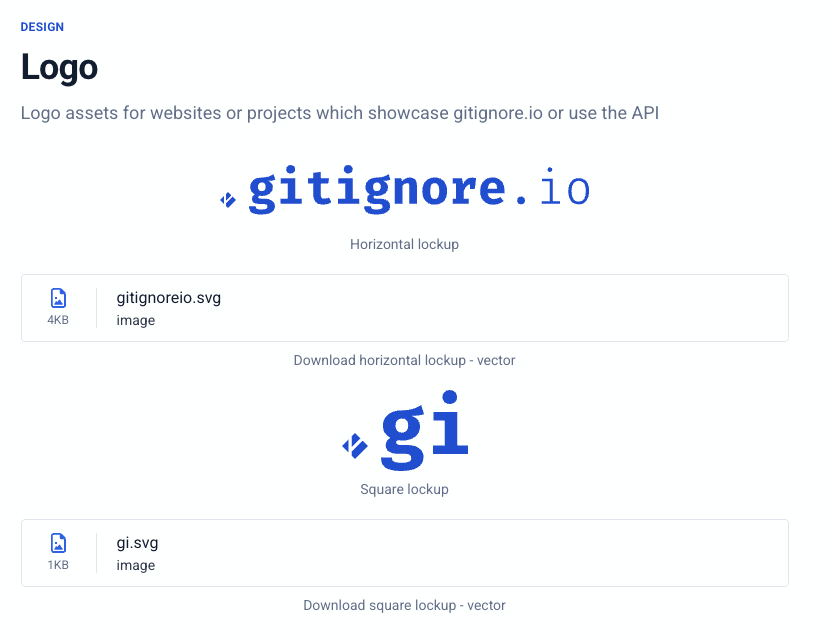 DESIGN
Logo
Logo assets for websites or projects which showcase gitignore.io or use the API
gitignore.io
Horizontal lockup
gitignoreio.svg
4KB
image
Download horizontal lockup - vector
gi
Square lockup
gi.svg
1KB
image
Download square lockup - vector